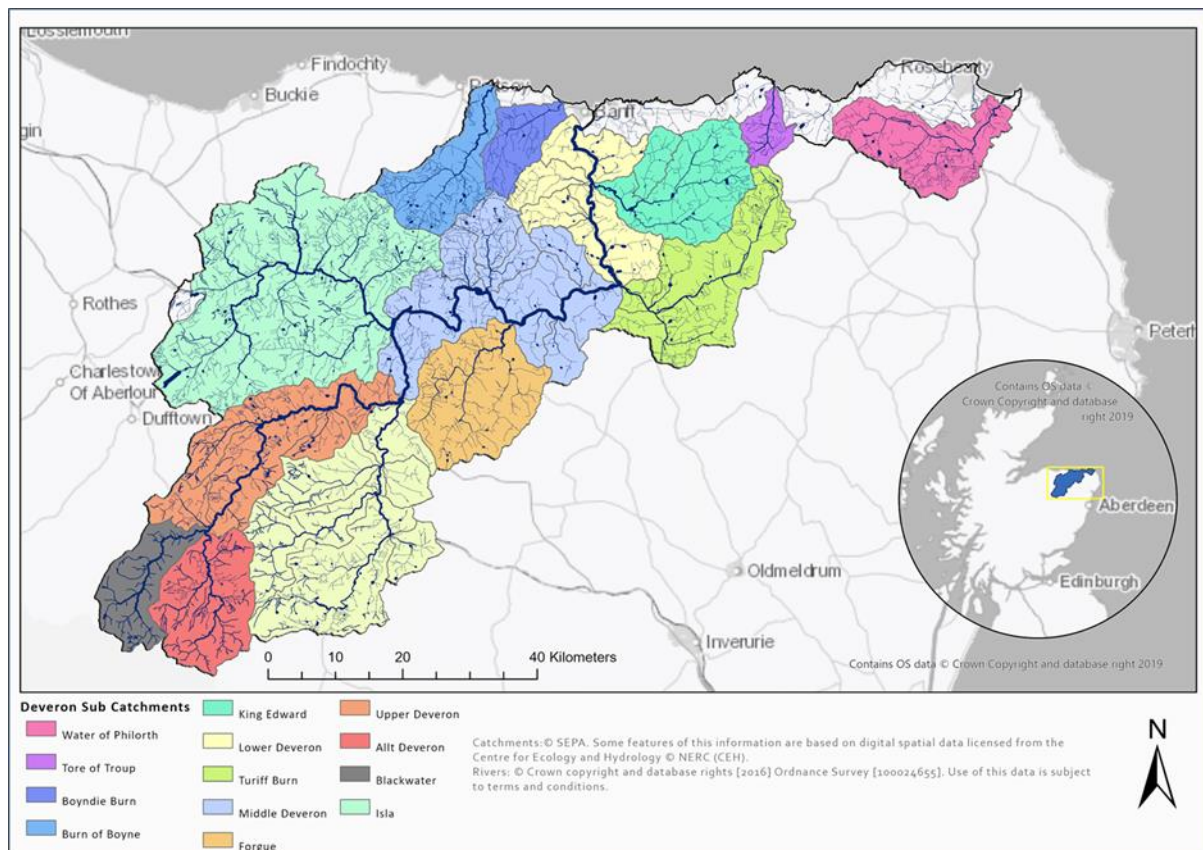 Lossiemouth
Findochty
Buckie
Portsoy
Banff
Rosehearty
gin
Rothes
Charlestown
Of Aberlour
Dufftown
Peterh
Oldmeldrum
Inverurie
Contains OS data ©
Crown Copyright and database
right 2019
Aberdeen
Edinburgh
0 10 20 40 Kilometers
Contains OS data © Crown Copyright and database right 2019
Deveron Sub Catchments
Water of Philorth
Tore of Troup
Boyndie Burn
Burn of Boyne
King Edward
Lower Deveron
Turiff Burn
Middle Deveron
Forgue
Upper Deveron
Allt Deveron
Blackwater
Isla
Catchments:© SEPA. Some features of this information are based on digital spatial data licensed from the
Centre for Ecology and Hydrology © NERC (CEH).
Rivers: © Crown copyright and database rights [2016] Ordnance Survey [100024655]. Use of this data is subject
to terms and conditions.
N